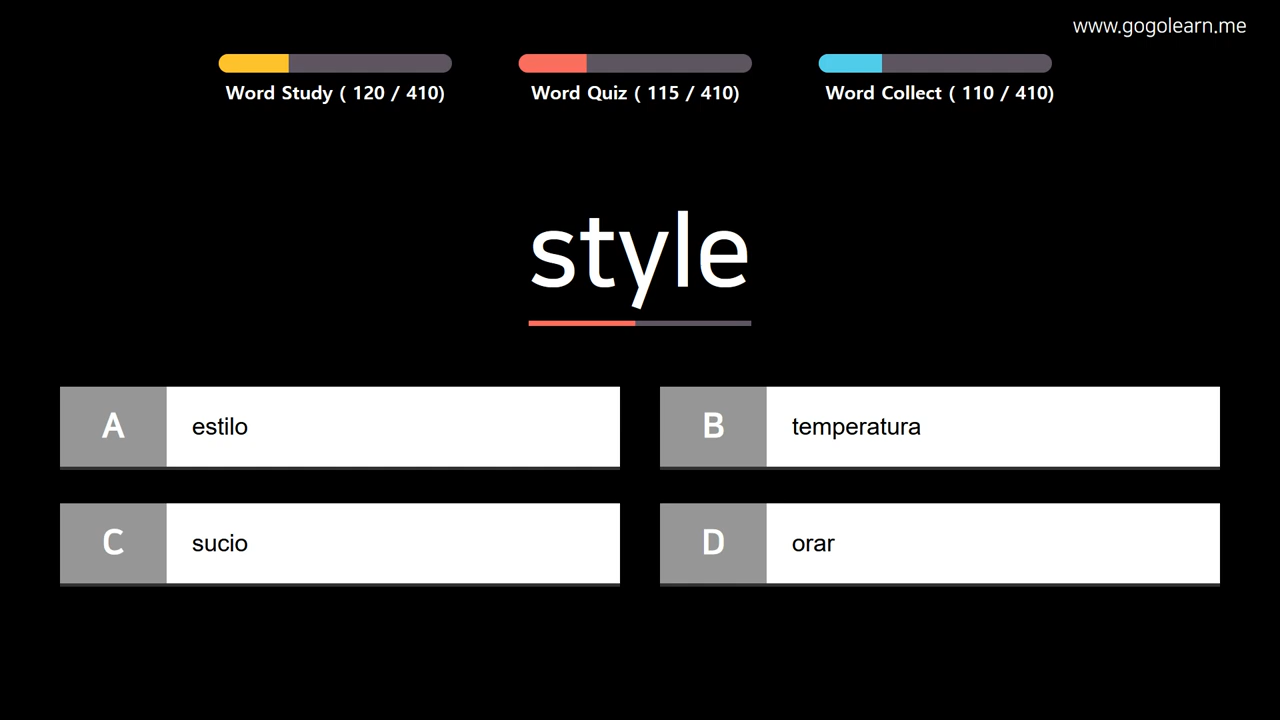 www.gogolearn.me
Word Study ( 120 / 410)
Word Quiz ( 115 / 410)
Word Collect ( 110 / 410)
style
A estilo
B temperatura
C sucio
D orar